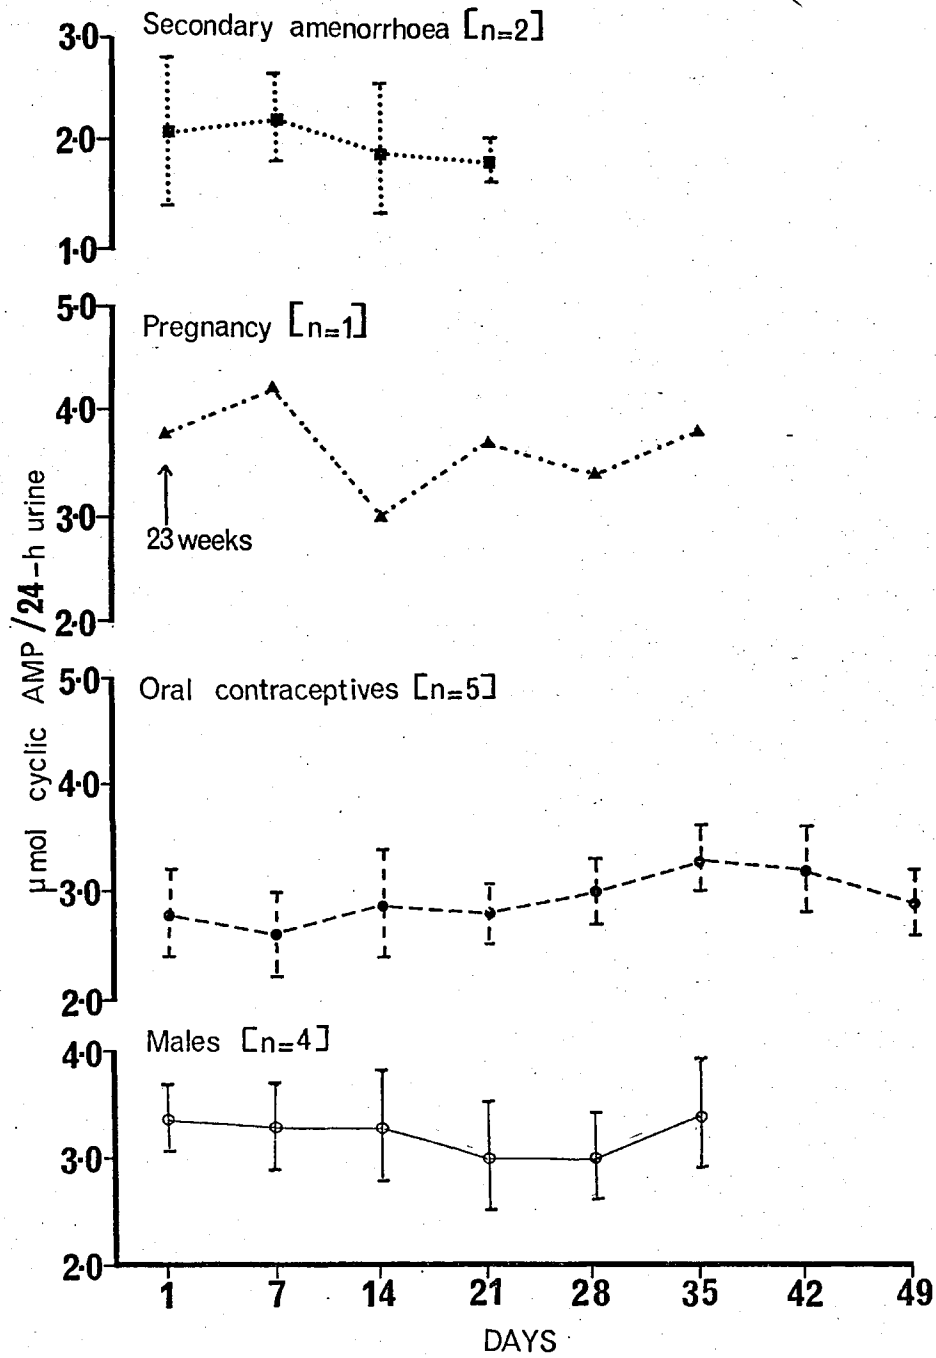 Secondary amenorrhoea [n=2]
3·0
2·0
1·0
Pregnancy [n=1]
5·0
4·0
3·0
2·0
23 weeks
µmol cyclic AMP /24-h urine
Oral contraceptives [n=5]
5·0
4·0
3·0
2·0
Males [n=4]
4·0
3·0
2·0
1 7 14 21 28 35 42 49
DAYS